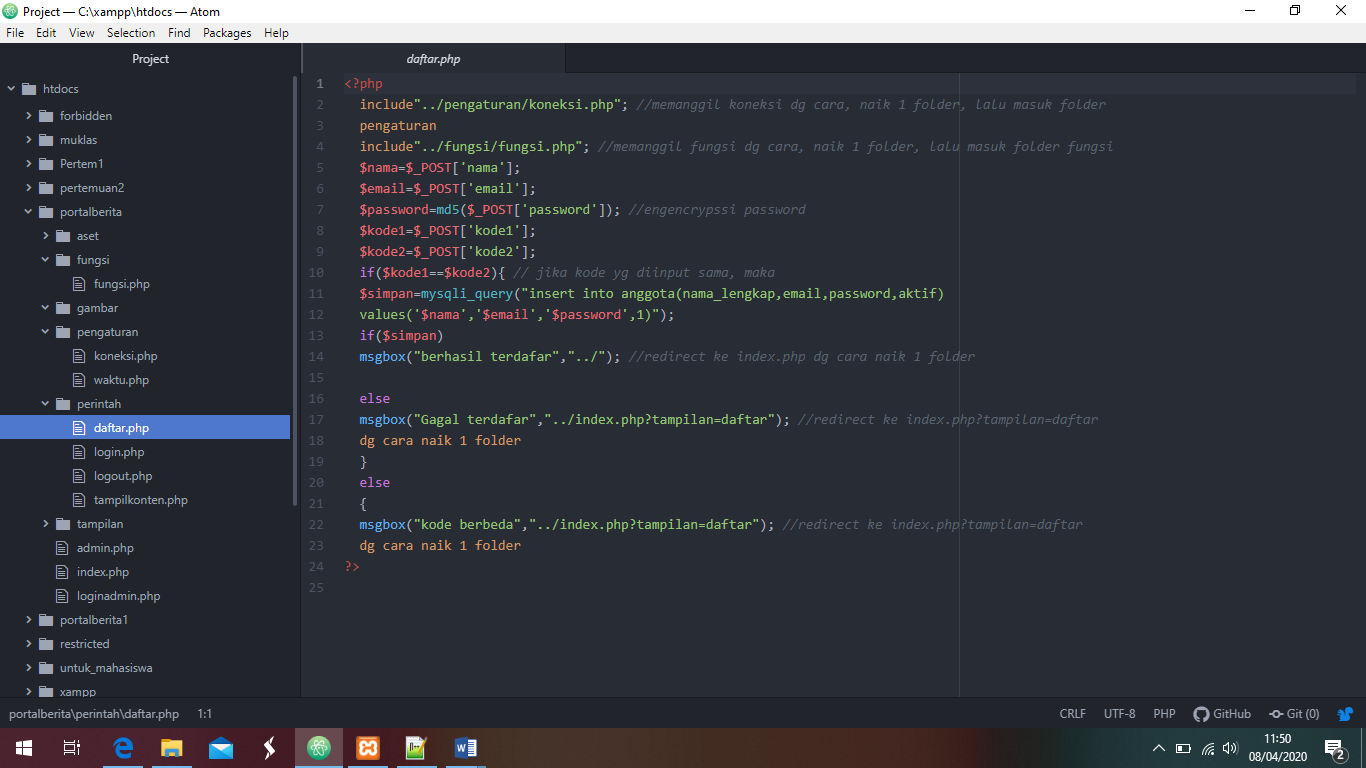 Project — C:\xampp\htdocs — Atom
File Edit View Selection Find Packages Help
Project
htdocs
forbidden
muklas
Pertem1
pertemuan2
portalberita
aset
fungsi
fungsi.php
gambar
pengaturan
koneksi.php
waktu.php
perintah
daftar.php
login.php
logout.php
tampilkonten.php
tampilan
admin.php
index.php
loginadmin.php
portalberita1
restricted
untuk_mahasiswa
xampp
daftar.php
1 <?php
2 include"../pengaturan/koneksi.php"; //memanggil koneksi dg cara, naik 1 folder, lalu masuk folder
3 pengaturan
4 include"../fungsi/fungsi.php"; //memanggil fungsi dg cara, naik 1 folder, lalu masuk folder fungsi
5 $nama=$_POST['nama'];
6 $email=$_POST['email'];
7 $password=md5($_POST['password']); //engencrypssi password
8 $kode1=$_POST['kode1'];
9 $kode2=$_POST['kode2'];
10 if($kode1==$kode2){ // jika kode yg diinput sama, maka
11 $simpan=mysqli_query("insert into anggota(nama_lengkap,email,password,aktif)
12 values('$nama','$email','$password',1)");
13 if($simpan)
14 msgbox("berhasil terdafar","../"); //redirect ke index.php dg cara naik 1 folder
15
16 else
17 msgbox("Gagal terdafar","../index.php?tampilan=daftar"); //redirect ke index.php?tampilan=daftar
18 dg cara naik 1 folder
19 }
20 else
21 {
22 msgbox("kode berbeda","../index.php?tampilan=daftar"); //redirect ke index.php?tampilan=daftar
23 dg cara naik 1 folder
24 ?>
25
portalberita\perintah\daftar.php 1:1 CRLF UTF-8 PHP GitHub Git (0)
11:50
08/04/2020
2